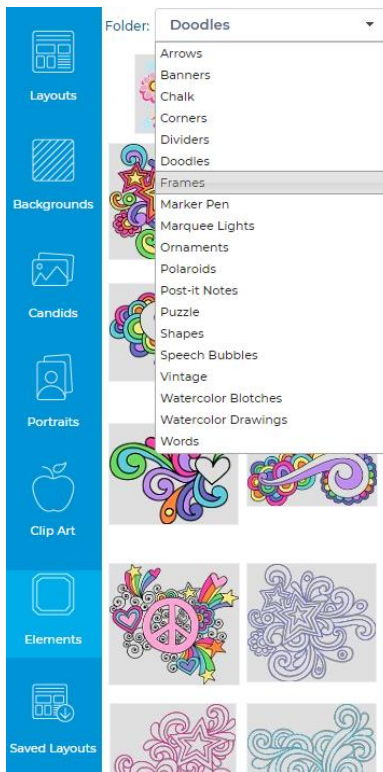 Folder: Doodles
Arrows
Banners
Chalk
Corners
Dividers
Doodles
Frames
Marker Pen
Marquee Lights
Ornaments
Polaroids
Post-it Notes
Puzzle
Shapes
Speech Bubbles
Vintage
Watercolor Blotches
Watercolor Drawings
Words
Layouts
Backgrounds
Candids
Portraits
Clip Art
Elements
Saved Layouts